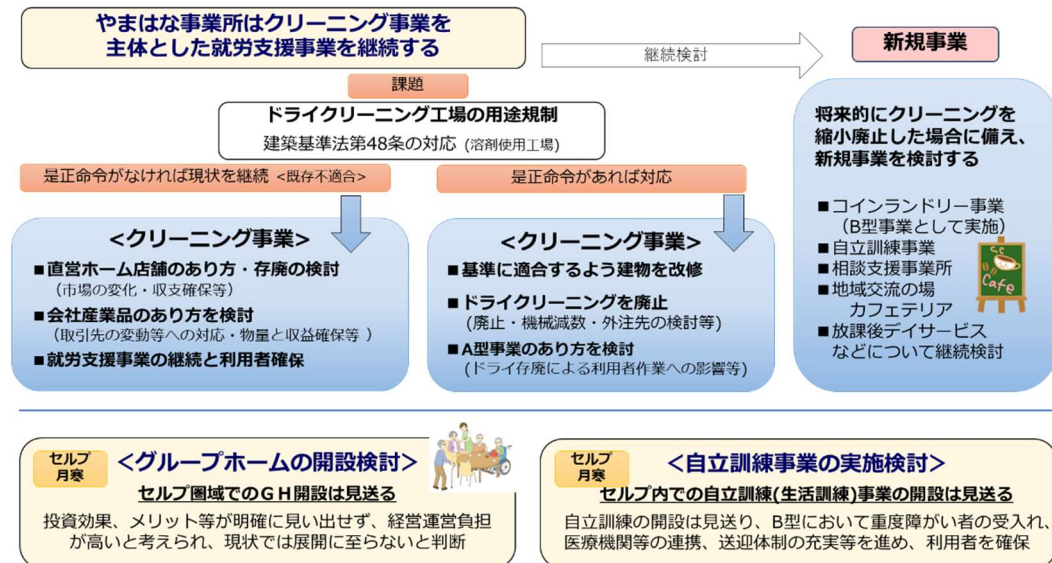 やまはな事業所はクリーニング事業を
主体とした就労支援事業を継続する
継続検討
新規事業
課題
ドライクリーニング工場の用途規制
建築基準法第48条の対応 (溶剤使用工場)
是正命令がなければ現状を継続 <既存不適合>
是正命令があれば対応
<クリーニング事業>
■直営ホーム店舗のあり方・存廃の検討
(市場の変化・収支確保等)
■会社産業品のあり方を検討
(取引先の変動等への対応・物量と収益確保等 )
■就労支援事業の継続と利用者確保
<クリーニング事業>
■基準に適合するよう建物を改修
■ドライクリーニングを廃止
(廃止・機械減数・外注先の検討等)
■A型事業のあり方を検討
(ドライ存廃による利用者作業への影響等)
将来的にクリーニングを
縮小廃止した場合に備え、
新規事業を検討する
■コインランドリー事業
（B型事業として実施）
■自立訓練事業
■相談支援事業所
■地域交流の場
カフェテリア
■放課後デイサービス
などについて継続検討
Cafe
セルプ
月寒
<グループホームの開設検討>
セルプ圏域でのＧＨ開設は見送る
投資効果、メリット等が明確に見い出せず、経営運営負担
が高いと考えられ、現状では展開に至らないと判断
セルプ
月寒
<自立訓練事業の実施検討>
セルプ内での自立訓練(生活訓練)事業の開設は見送る
自立訓練の開設は見送り、B型において重度障がい者の受入れ、
医療機関等の連携、送迎体制の充実等を進め、利用者を確保